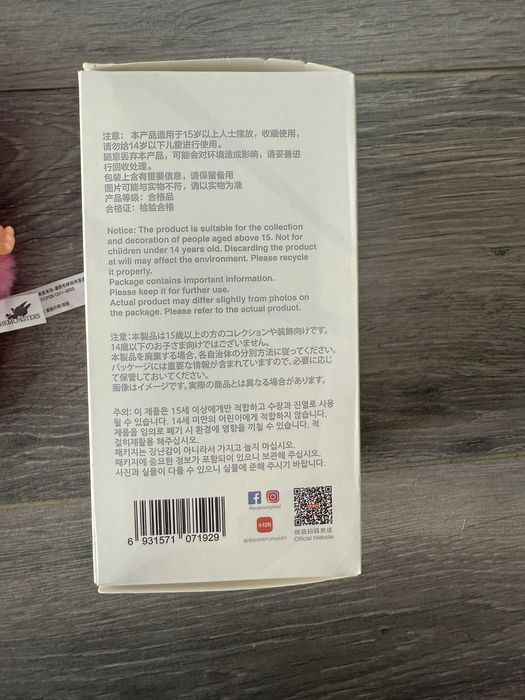 注意： 本产品适用于15岁以上人士摆放，收藏使用，
请勿给14岁以下儿童进行使用。
随意丢弃本产品，可能会对环境造成影响，请妥善进
行回收处理。
包装上含有重要信息，请保留备用
图片可能与实物不符，请以实物为准
产品等级：合格品
合格证：检验合格
Notice: The product is suitable for the collection
and decoration of people aged above 15. Not for
children under 14 years old. Discarding the product
at will may affect the environment. Please recycle
it properly.
Package contains important information.
Please keep it for further use.
Actual product may differ slightly from photos on
the package. Please refer to the actual product.
注意：本製品は15歳以上の方のコレクションや装飾向けです。
14歳以下のお子さま向けではございません。
本製品を廃棄する場合、各自治体の分別方法に従ってください。
パッケージには重要な情報が含まれていますので、必要に応じ
て保管しておいてください。
画像はイメージです。実際の商品とは異なる場合があります。
주의: 이 제품은 15세 이상에게만 적합하고 수장과 진열로 사용
될 수 있습니다. 14세 미만의 어린이에게 적합하지 않습니다.
제품을 임의로 폐기 시 환경에 영향을 끼칠 수 있습니다. 적
절히재활용 해주십시오.
패키지는 장난감이 아니라서 가지고 놀지 마십시오.
패키지에 중요한 정보가 포함되어 있으니 보관해 주십시오.
사진과 실물이 다를 수 있으니 실물에 준해 주시기 바랍니다.
6 931571 071929
@popmartglobal
小红书
@泡泡玛特POPMART
微信扫码关注
Official Website
HEMONSTERS